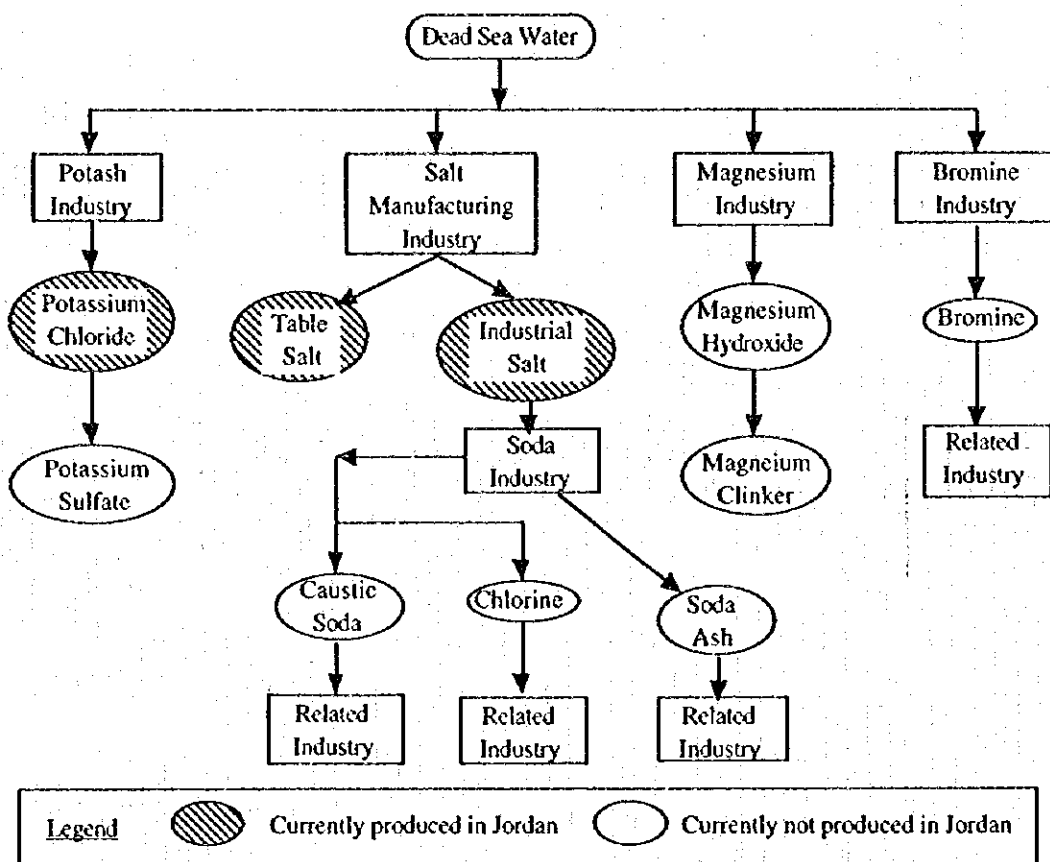 Dead Sea Water
Potash
Industry
Salt
Manufacturing
Industry
Magnesium
Industry
Bromine
Industry
Potassium
Chloride
Table
Salt
Industrial
Salt
Magnesium
Hydroxide
Bromine
Potassium
Sulfate
Soda
Industry
Magneium
Clinker
Related
Industry
Caustic
Soda
Chlorine
Soda
Ash
Related
Industry
Related
Industry
Related
Industry
Legend
Currently produced in Jordan
Currently not produced in Jordan